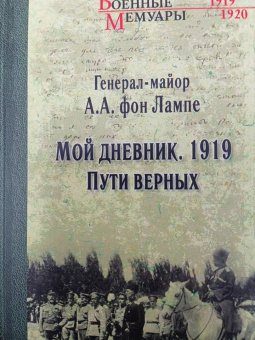 ВОЕННЫЕ 1919
МЕМУАРЫ 1920
Генерал-майор
А.А. фон Лампе
МОЙ ДНЕВНИК. 1919
ПУТИ ВЕРНЫХ